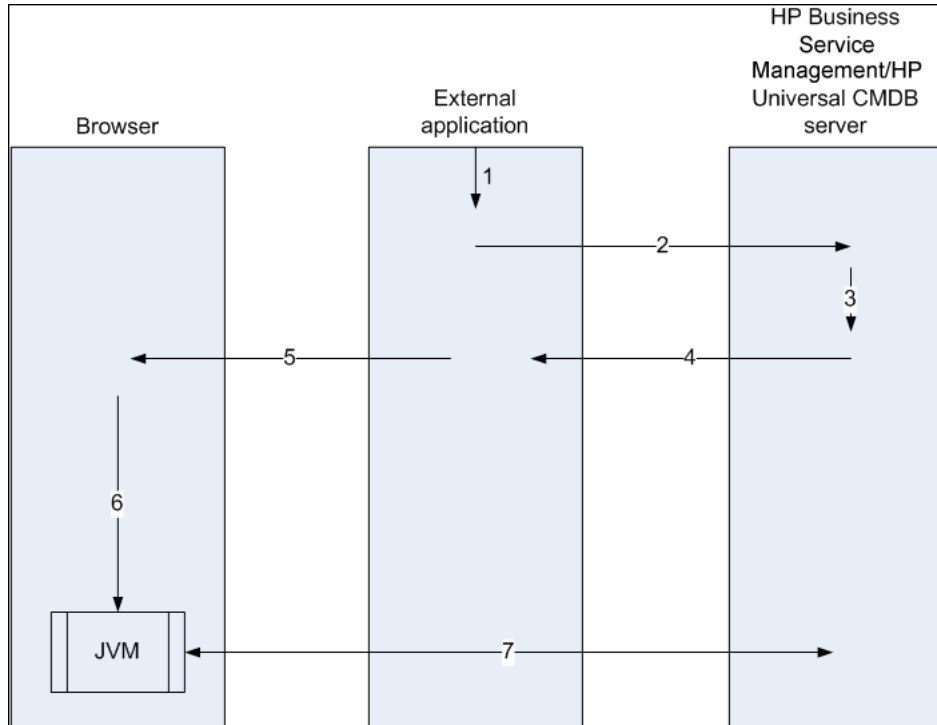 HP Business
Service
Management/HP
Universal CMDB
server
External
application
Browser
1
2
3
5
4
6
JVM
7